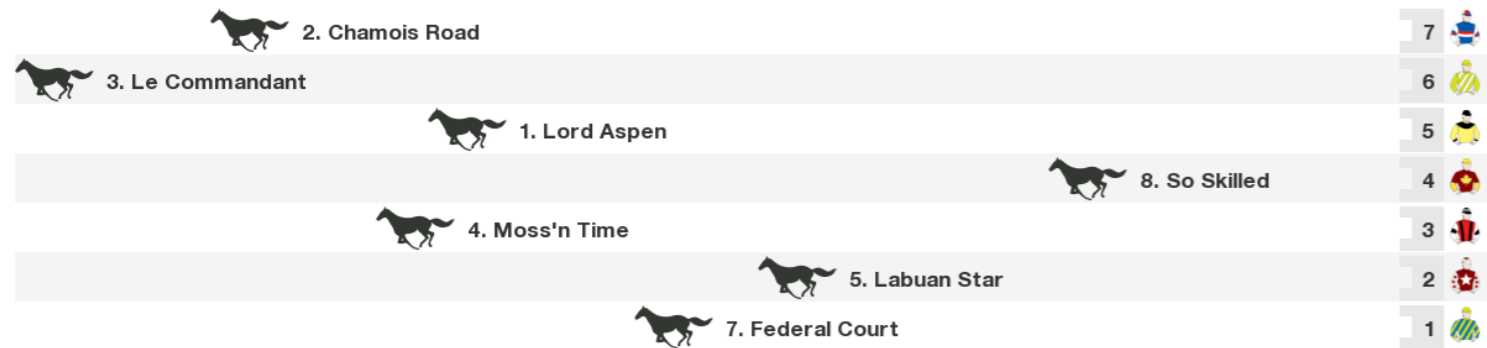 2. Chamois Road 7
3. Le Commandant 6
1. Lord Aspen 5
8. So Skilled 4
4. Moss'n Time 3
5. Labuan Star 2
7. Federal Court 1